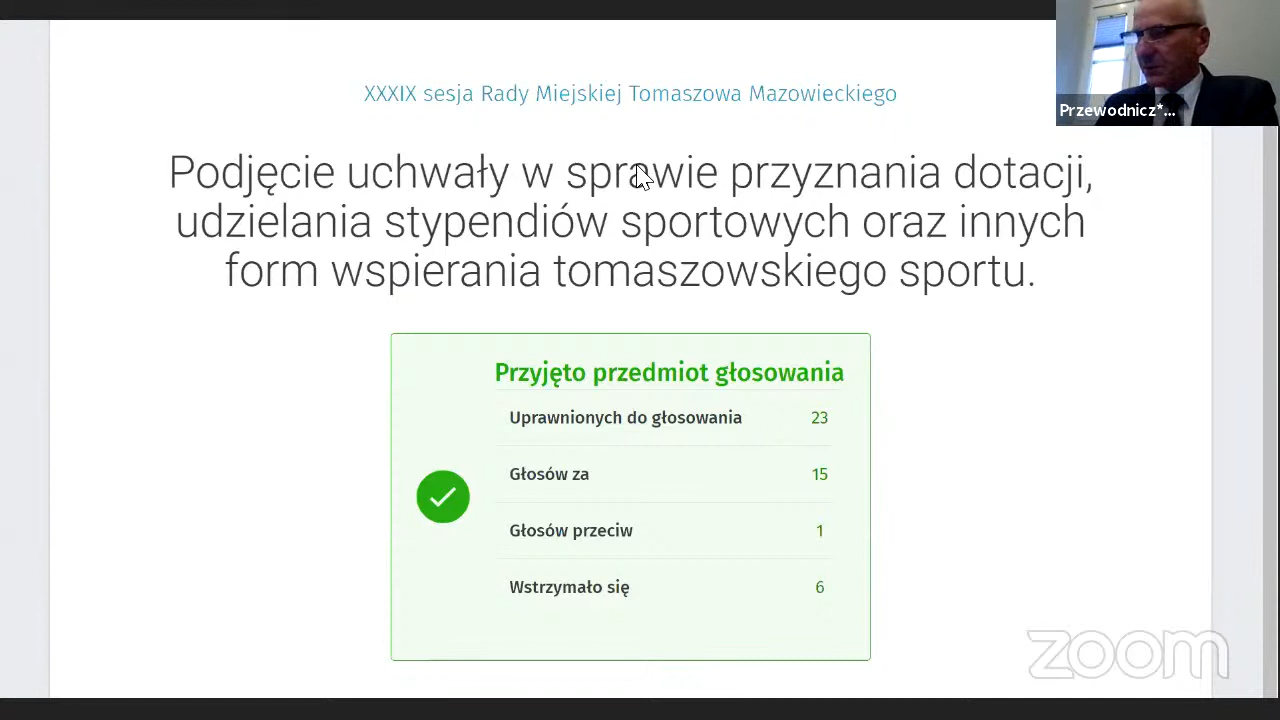 XXXIX sesja Rady Miejskiej Tomaszowa Mazowieckiego
Przewodnicz*...
Podjęcie uchwały w sprawie przyznania dotacji,
udzielania stypendiów sportowych oraz innych
form wspierania tomaszowskiego sportu.
Przyjęto przedmiot głosowania
Uprawnionych do głosowania 23
Głosów za 15
Głosów przeciw 1
Wstrzymało się 6
zoom